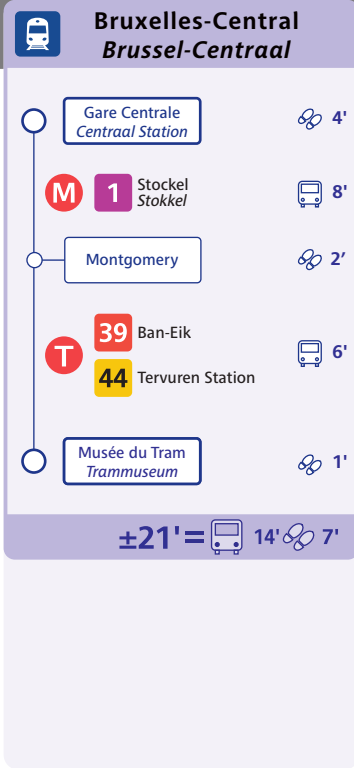 Bruxelles-Central
Brussel-Centraal
Gare Centrale
Centraal Station
4'
M 1 Stockel
Stokkel
8'
Montgomery
2’
39 Ban-Eik
T
6'
44 Tervuren Station
Musée du Tram
Trammuseum
1'
±21'= 14' 7'